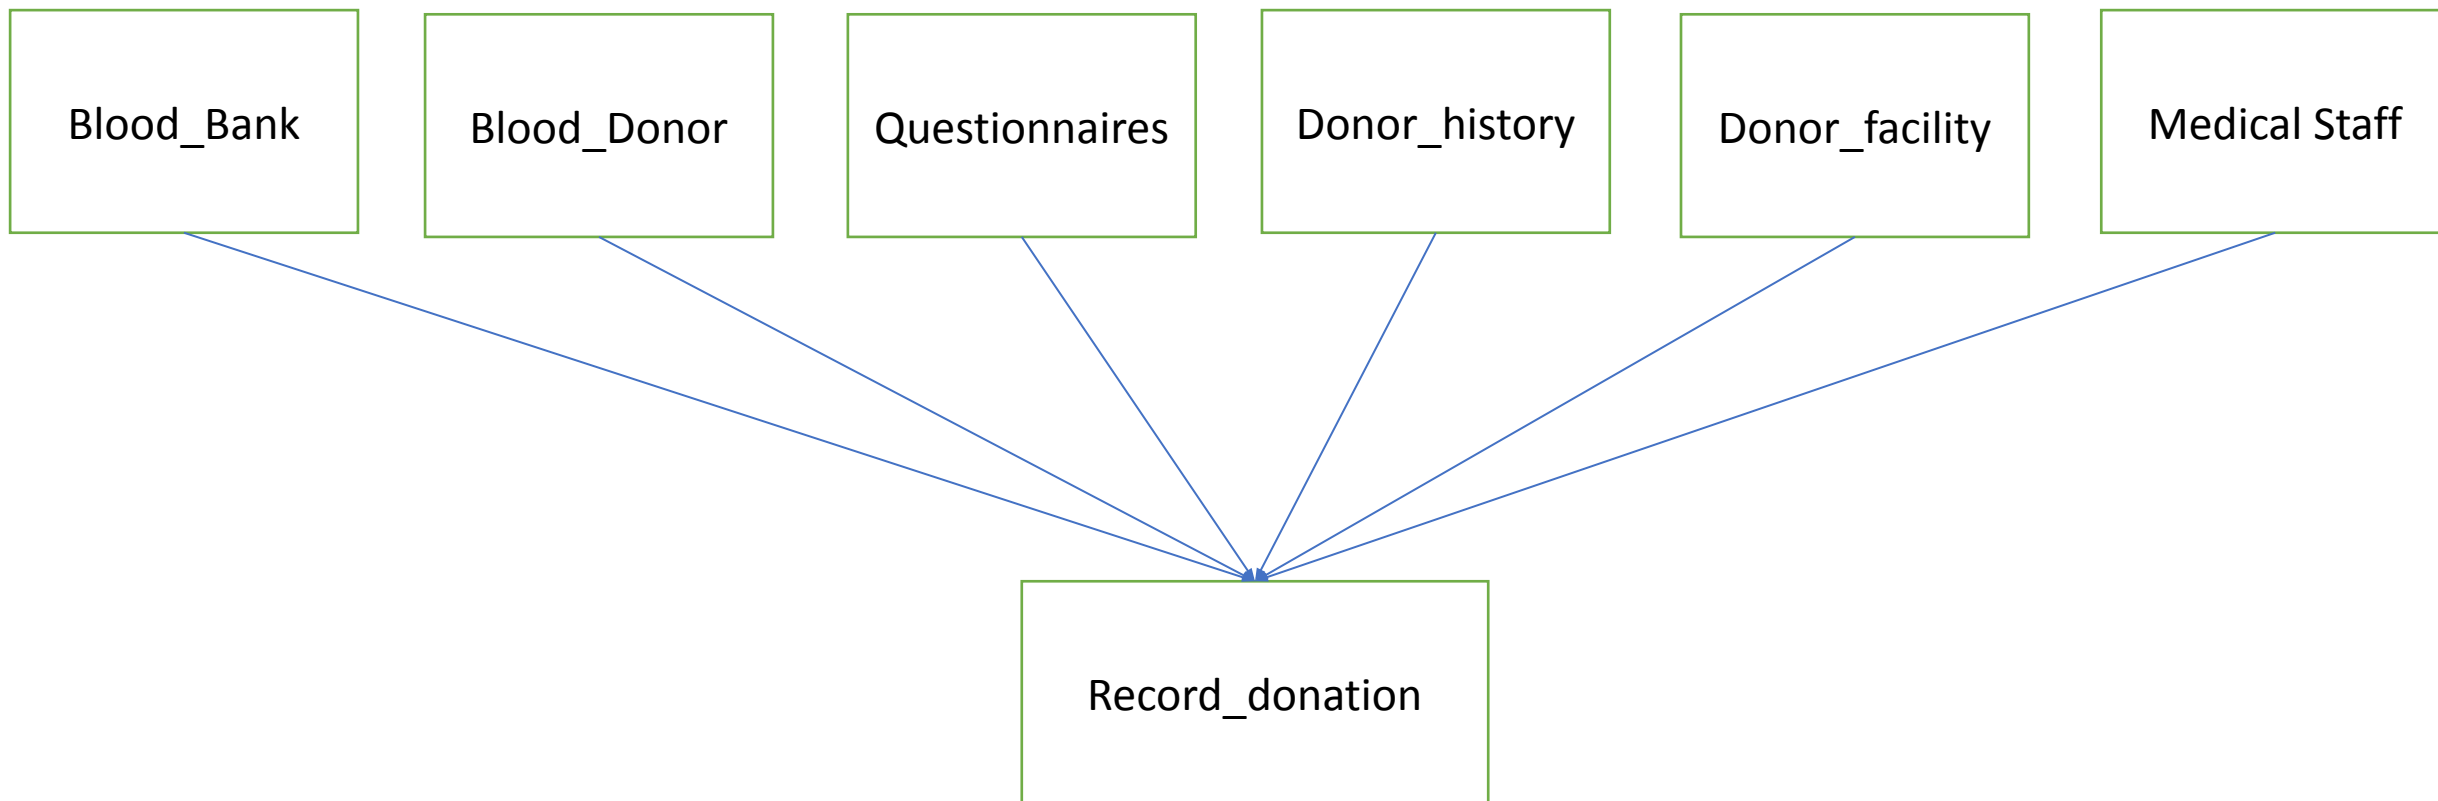 Blood_Bank
Blood_Donor
Questionnaires
Donor_history
Donor_facility
Medical Staff
Record_donation